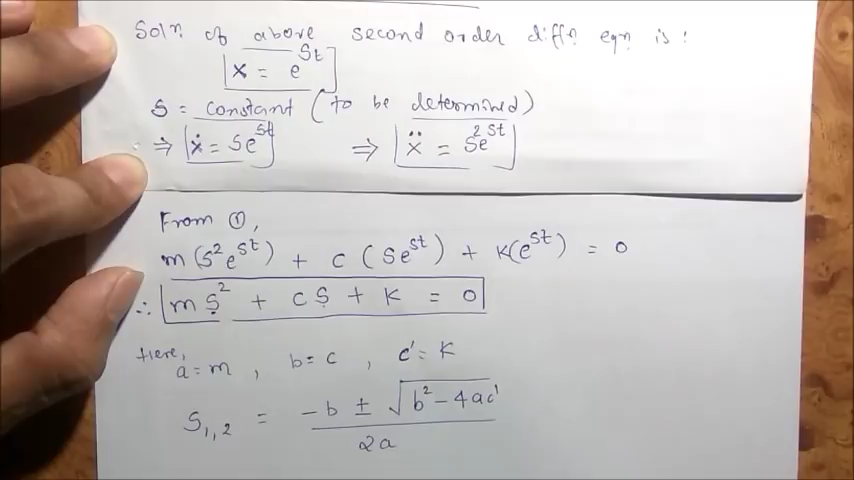 Soln of above second order diffn eqn is :
x = e^st
s = constant (to be determined)
⇒ ẋ = Se^st ⇒ ẍ = S²e^st
From ①,
m(s²e^st) + c (se^st) + K(e^st) = 0
∴ ms² + cs + K = 0
Here,
a = m , b = c , c' = K
S₁,₂ = -b ± √b² - 4ac' / 2a